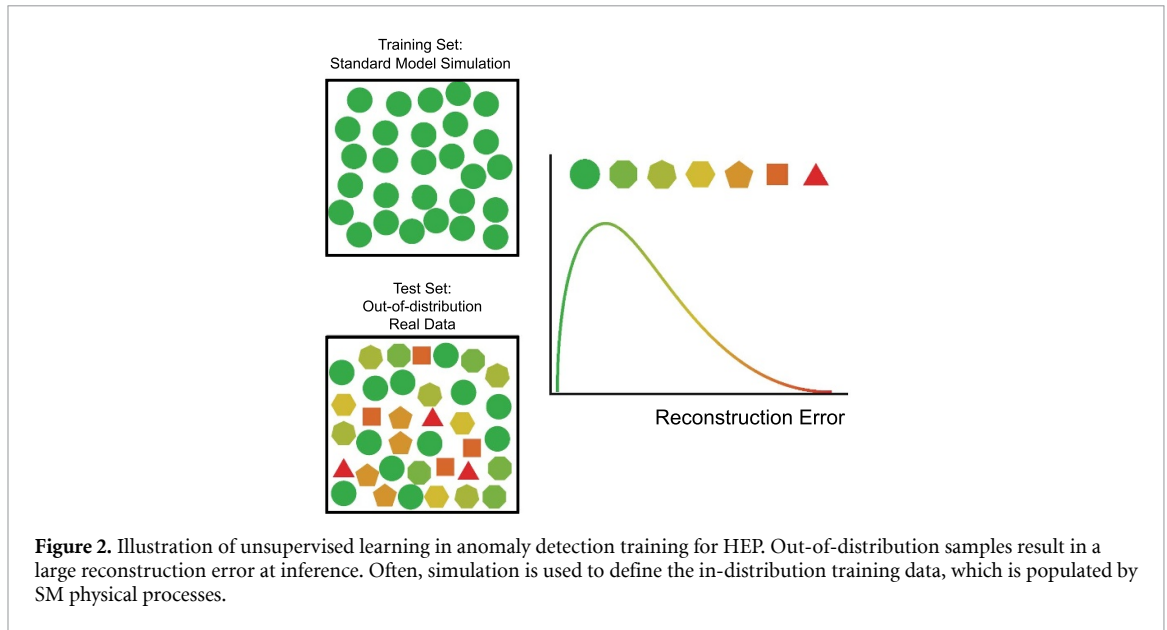 Training Set:
Standard Model Simulation
Test Set:
Out-of-distribution
Real Data
Reconstruction Error
Figure 2. Illustration of unsupervised learning in anomaly detection training for HEP. Out-of-distribution samples result in a
large reconstruction error at inference. Often, simulation is used to define the in-distribution training data, which is populated by
SM physical processes.